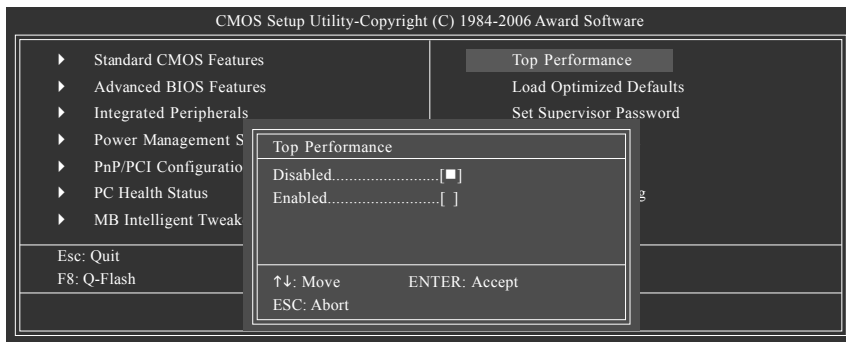 CMOS Setup Utility-Copyright (C) 1984-2006 Award Software
Standard CMOS Features
Advanced BIOS Features
Integrated Peripherals
Power Management S
PnP/PCI Configuratio
PC Health Status
MB Intelligent Tweak
Top Performance
Load Optimized Defaults
Set Supervisor Password
g
Top Performance
Disabled..........................[■]
Enabled..........................[ ]
↑↓: Move ENTER: Accept
ESC: Abort
Esc: Quit
F8: Q-Flash